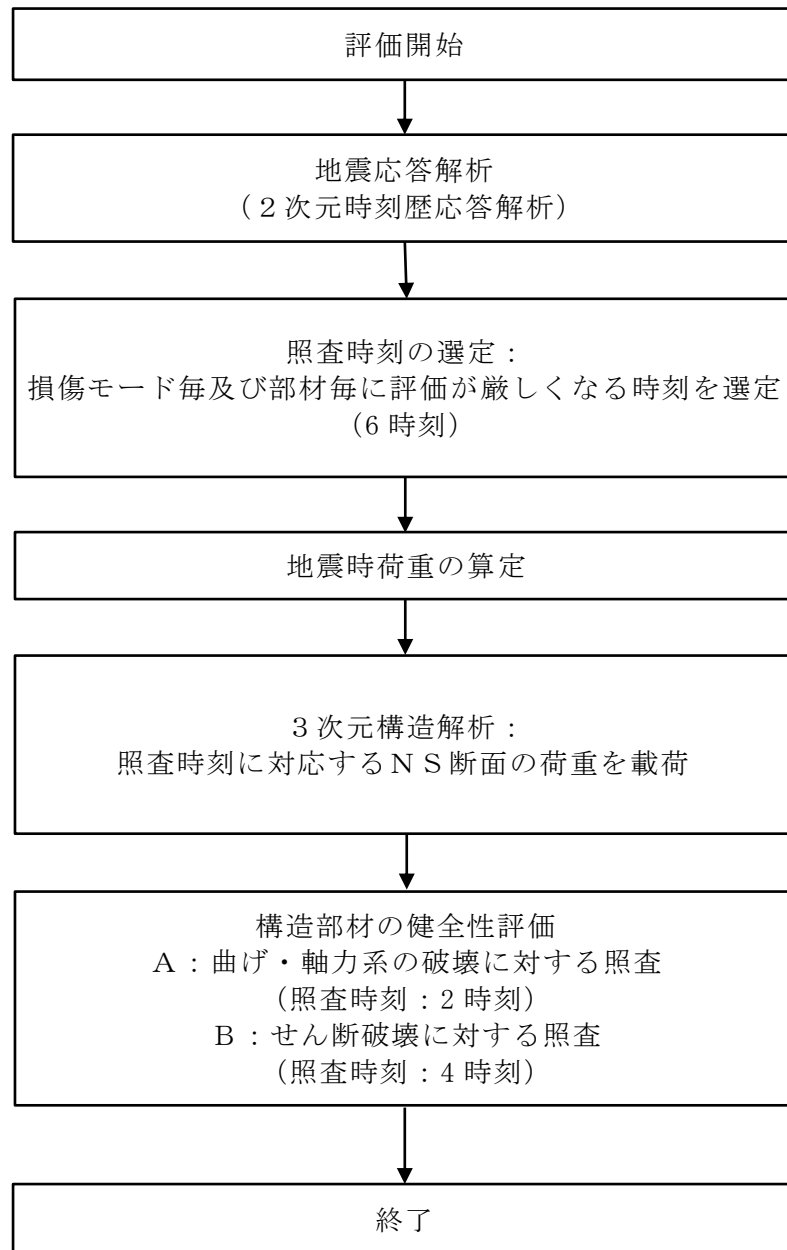 評価開始
地震応答解析
（２次元時刻歴応答解析）
照査時刻の選定：
損傷モード毎及び部材毎に評価が厳しくなる時刻を選定
（6 時刻）
地震時荷重の算定
３次元構造解析：
照査時刻に対応するＮＳ断面の荷重を載荷
構造部材の健全性評価
Ａ：曲げ・軸力系の破壊に対する照査
（照査時刻：2 時刻）
Ｂ：せん断破壊に対する照査
（照査時刻：4 時刻）
終了